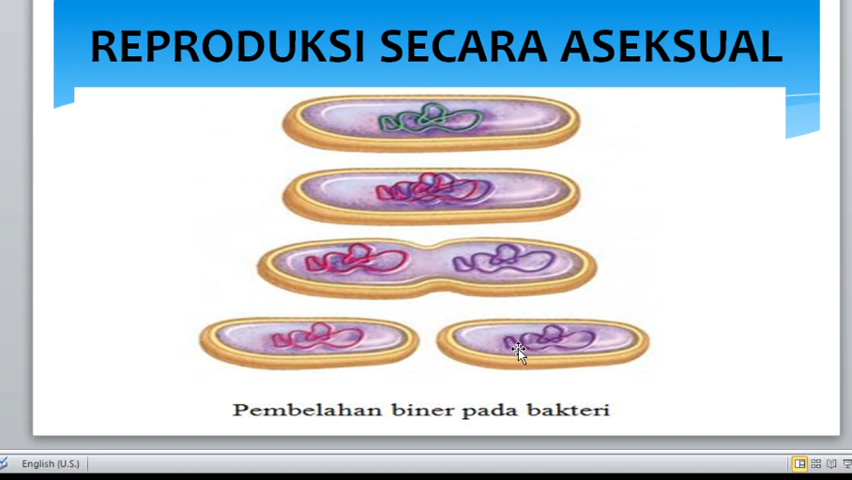 REPRODUKSI SECARA ASEKSUAL
Pembelahan biner pada bakteri
English (U.S.)